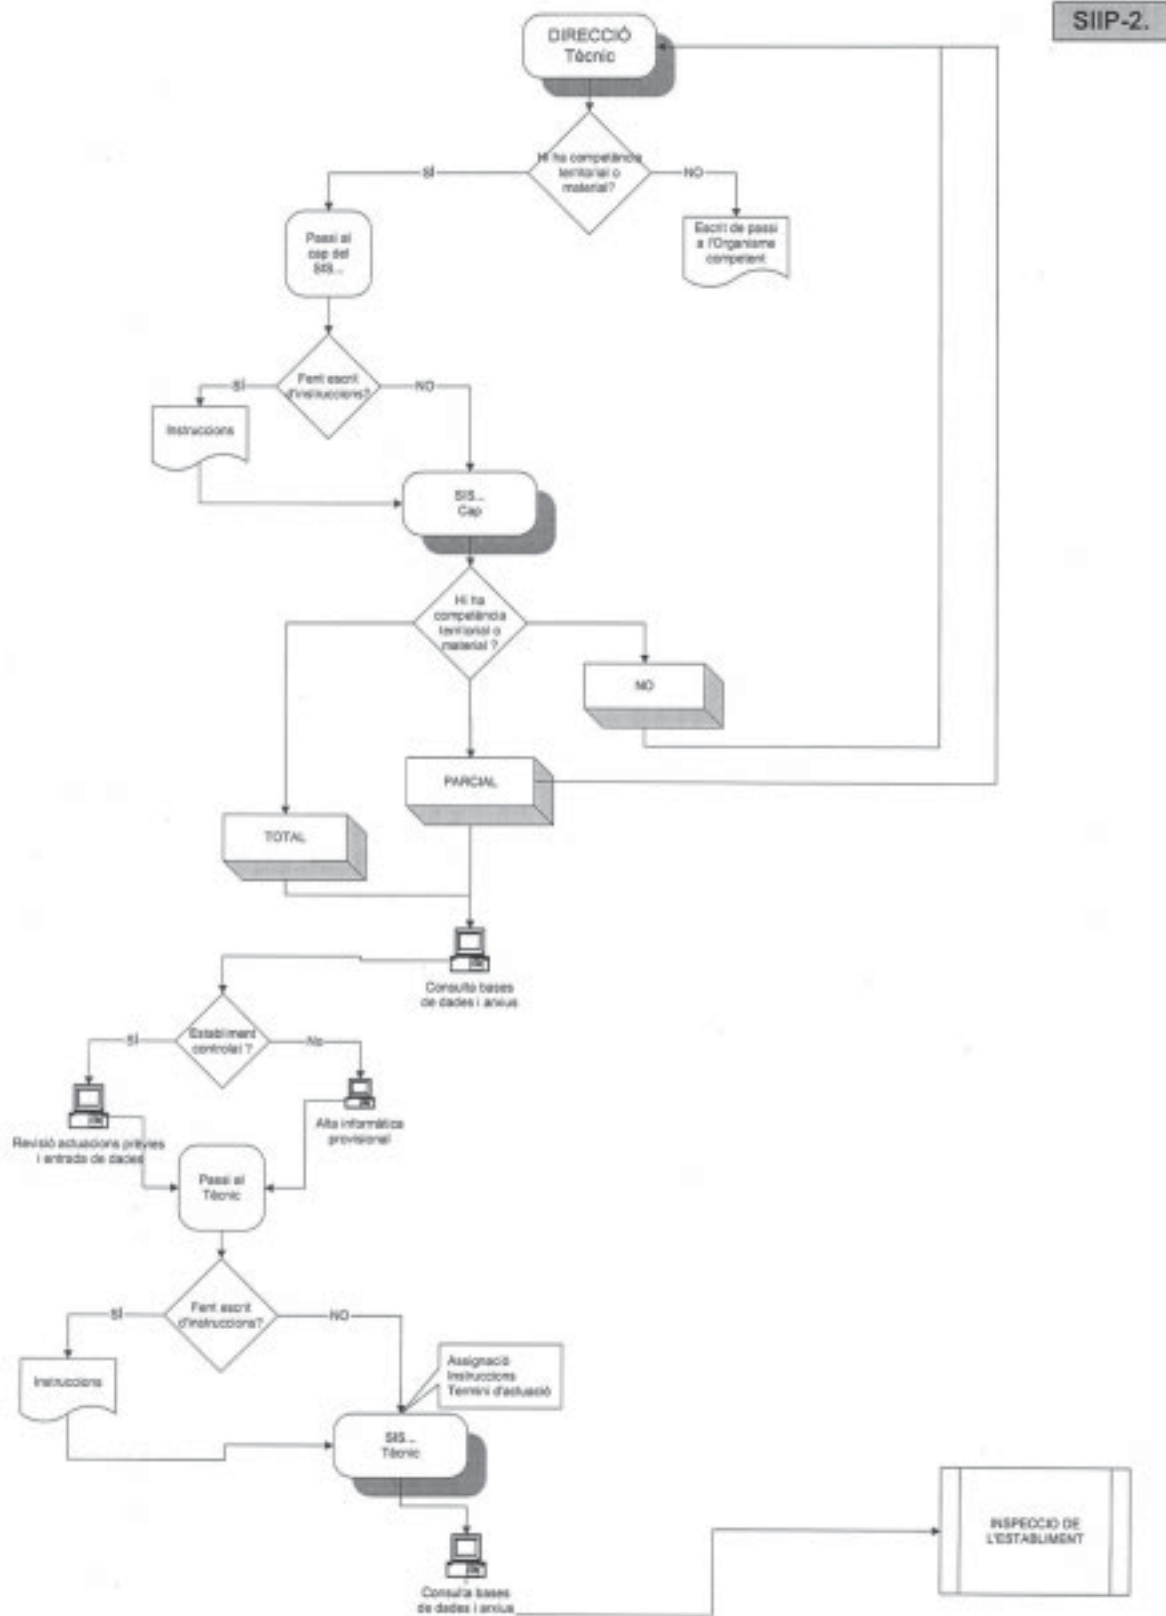 SIIP-2.
DIRECCIÓ
Tècnic
Hi ha competència
territorial o
material?
SÍ
NO
Passi al
cap del
SIS...
Escrit de passi
a l'Organisme
competent
Fent escrit
d'instruccions?
SÍ
NO
Instruccions
SIS...
Cap
Hi ha
competència
territorial o
material ?
NO
PARCIAL
TOTAL
Consulta bases
de dades i arxius
Establiment
controlat ?
SÍ
No
Revisió actuacions prèvies
i entrada de dades
Alta informàtica
provisional
Passi al
Tècnic
Fent escrit
d'instruccions?
SÍ
NO
Instruccions
Assignació
Instruccions
Termini d'actuació
SIS...
Tècnic
Consulta bases
de dades i arxius
INSPECCIO DE
L'ESTABLIMENT